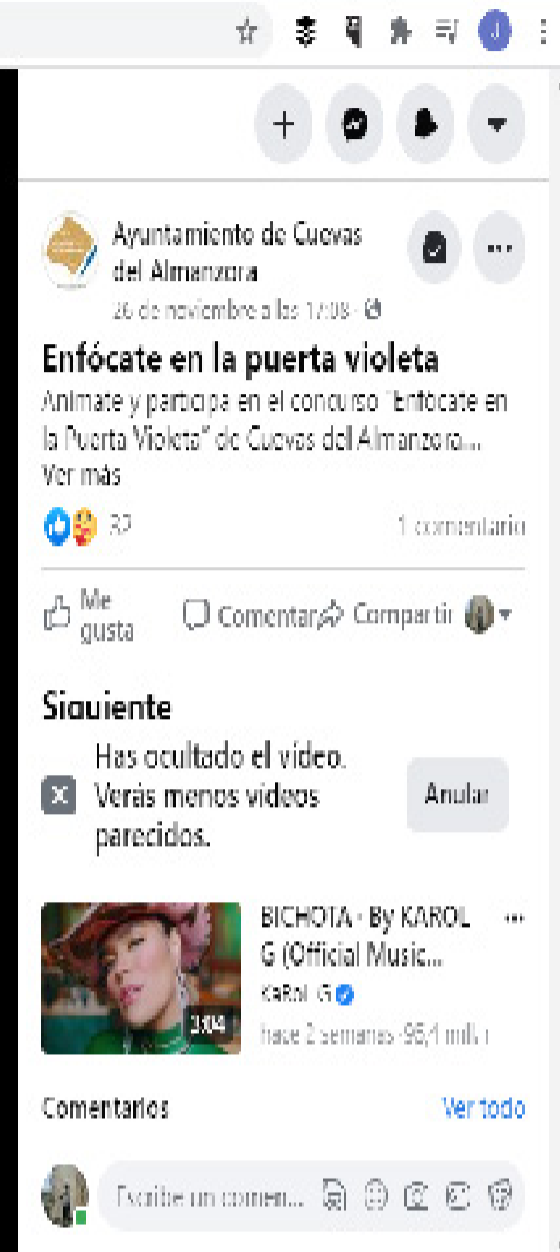 J
Ayuntamiento de Cuevas
del Almanzora
26 de noviembre a las 17:08 ·
Enfócate en la puerta violeta
Anímate y participa en el concurso "Enfócate en
la Puerta Violeta" de Cuevas del Almanzora...
Ver más
32
1 comentario
Me
gusta
Comentar
Compartir
Siguiente
Has ocultado el vídeo.
Verás menos vídeos
parecidos.
Anular
BICHOTA - By KAROL
G (Official Music...
KaRoL G
hace 2 semanas ·
3:04
Comentarios
Ver todo
Escribe un comen...